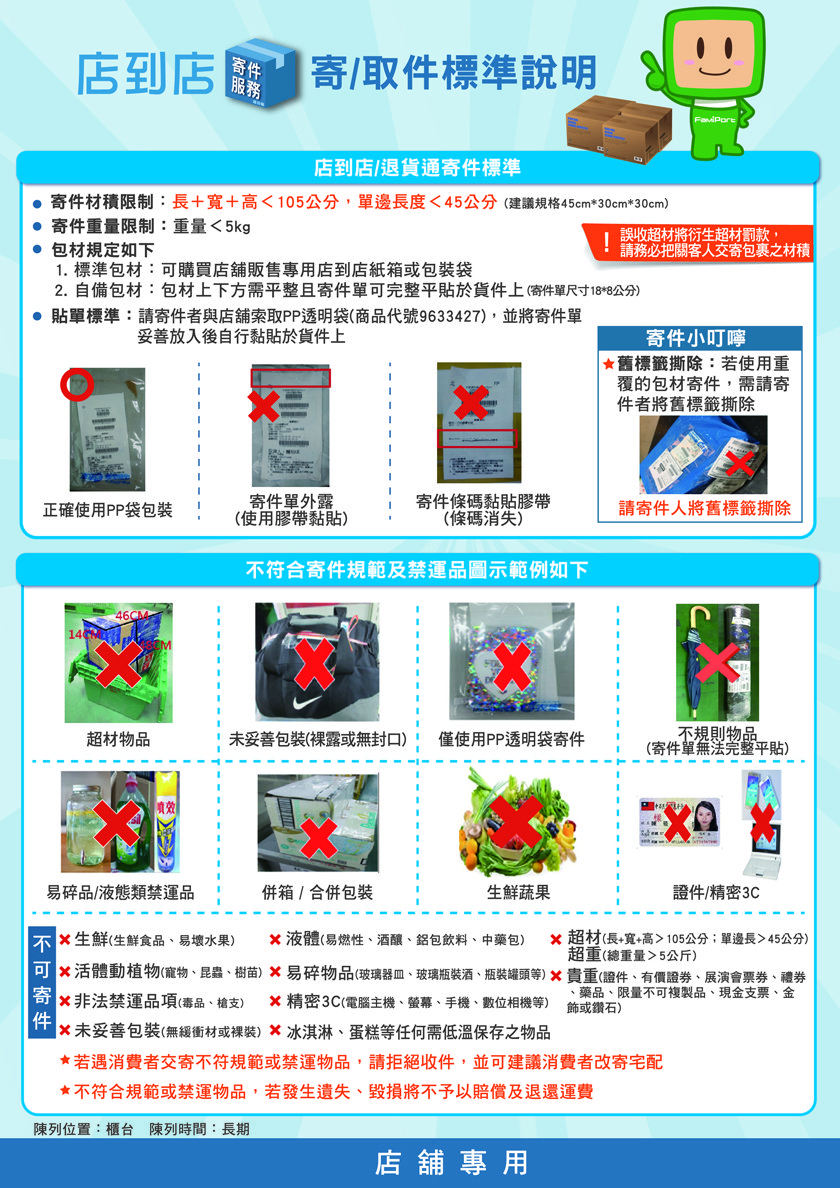 店到店 寄件服務 寄/取件標準說明
FamiPort
店到店/退貨通寄件標準
● 寄件材積限制：長＋寬＋高＜105公分，單邊長度＜45公分 (建議規格45cm*30cm*30cm)
● 寄件重量限制：重量＜5kg
● 包材規定如下
1. 標準包材：可購買店舖販售專用店到店紙箱或包裝袋
2. 自備包材：包材上下方需平整且寄件單可完整平貼於貨件上(寄件單尺寸18*8公分)
● 貼單標準：請寄件者與店舖索取PP透明袋(商品代號9633427)，並將寄件單
妥善放入後自行黏貼於貨件上
! 誤收超材將衍生超材罰款，
請務必把關客人交寄包裹之材積
正確使用PP袋包裝
寄件單外露
(使用膠帶黏貼)
寄件條碼黏貼膠帶
(條碼消失)
寄件小叮嚀
★舊標籤撕除：若使用重
覆的包材寄件，需請寄
件者將舊標籤撕除
請寄件人將舊標籤撕除
不符合寄件規範及禁運品圖示範例如下
46CM
超材物品
未妥善包裝(裸露或無封口)
僅使用PP透明袋寄件
不規則物品
(寄件單無法完整平貼)
噴效
易碎品/液態類禁運品
併箱 / 合併包裝
生鮮蔬果
證件/精密3C
不可寄件
✖ 生鮮(生鮮食品、易壞水果)
✖ 活體動植物(寵物、昆蟲、樹苗)
✖ 非法禁運品項(毒品、槍支)
✖ 未妥善包裝(無緩衝材或裸裝)
✖ 液體(易燃性、酒釀、鋁包飲料、中藥包)
✖ 易碎物品(玻璃器皿、玻璃瓶裝酒、瓶裝罐頭等)
✖ 精密3C(電腦主機、螢幕、手機、數位相機等)
✖ 冰淇淋、蛋糕等任何需低溫保存之物品
✖ 超材(長+寬+高＞105公分；單邊長＞45公分)
超重(總重量＞5公斤)
✖ 貴重(證件、有價證券、展演會票券、禮券
、藥品、限量不可複製品、現金支票、金
飾或鑽石)
★若遇消費者交寄不符規範或禁運物品，請拒絕收件，並可建議消費者改寄宅配
★不符合規範或禁運物品，若發生遺失、毀損將不予以賠償及退還運費
陳列位置：櫃台 陳列時間：長期
店舖專用